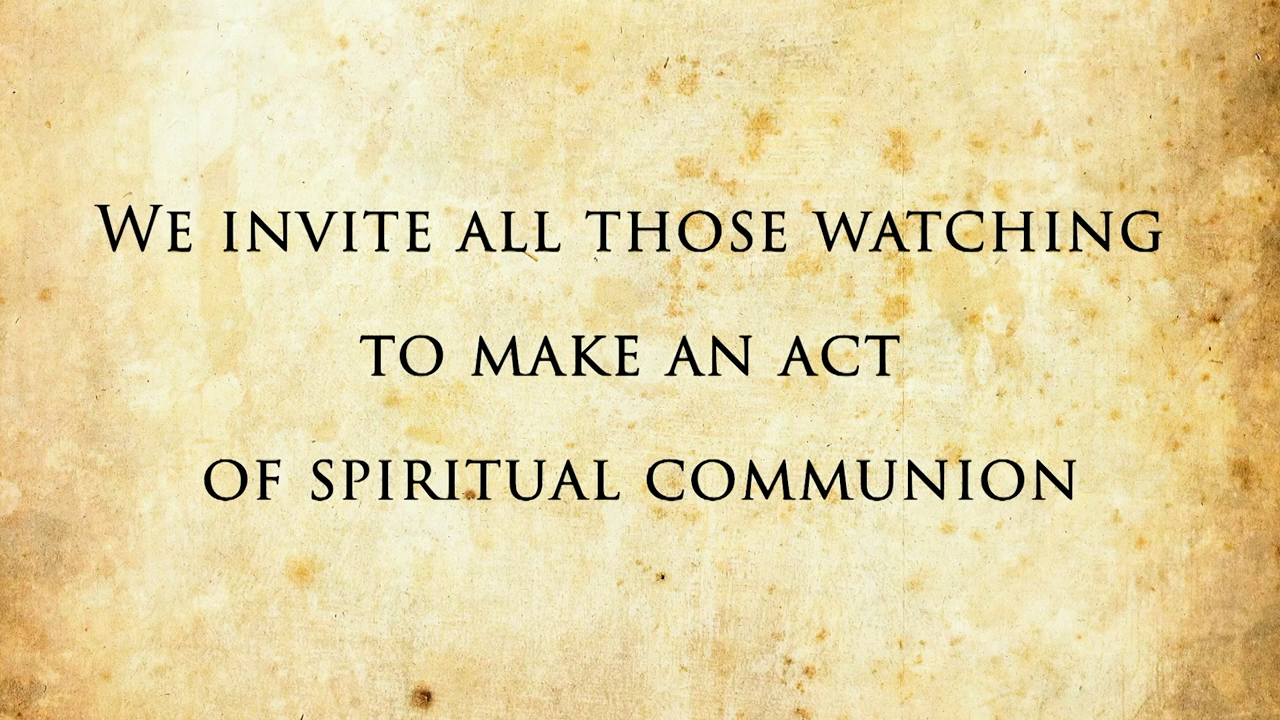 We invite all those watching
to make an act
of spiritual communion